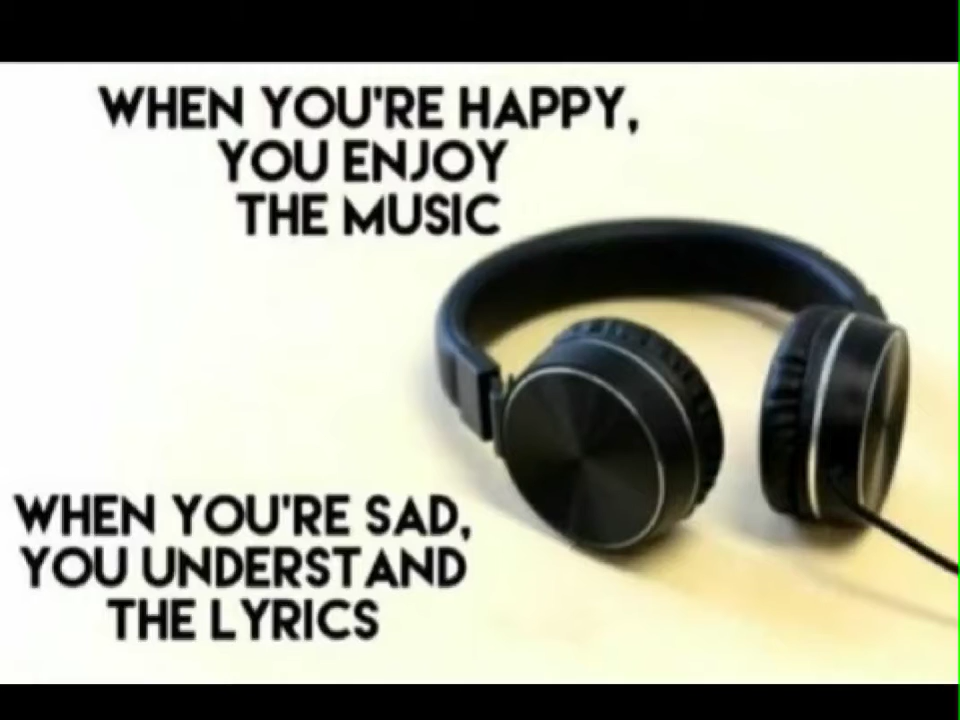 WHEN YOU'RE HAPPY,
YOU ENJOY
THE MUSIC
WHEN YOU'RE SAD,
YOU UNDERSTAND
THE LYRICS